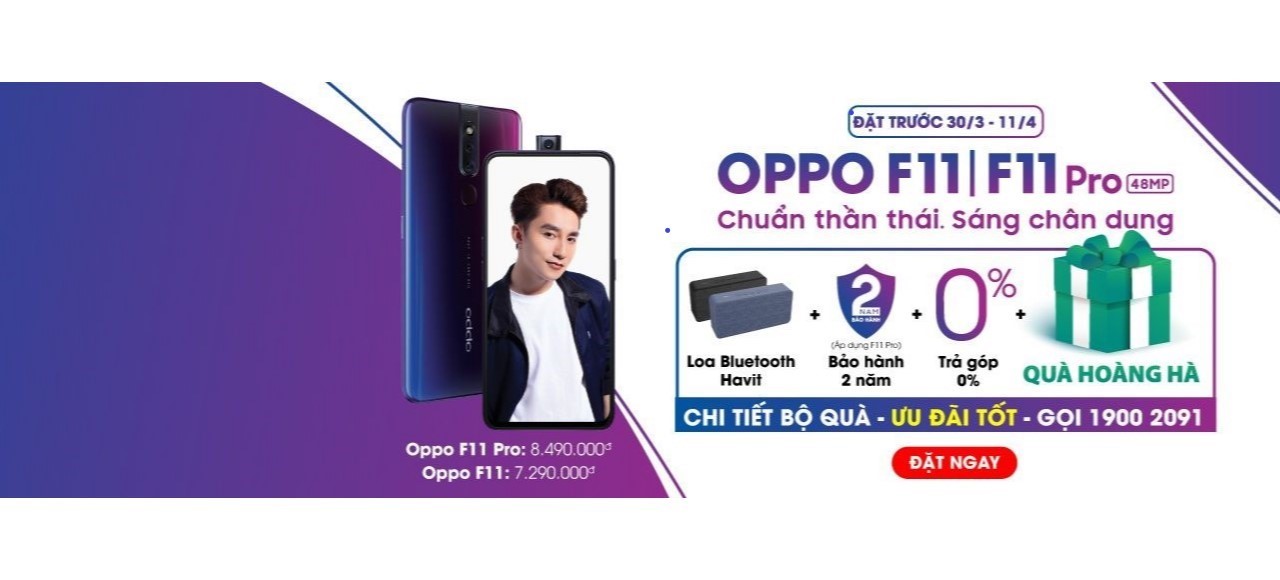 ĐẶT TRƯỚC 30/3 - 11/4
OPPO F11|F11 Pro 48MP
Chuẩn thần thái. Sáng chân dung
oppo
2
NĂM
BẢO HÀNH
0%
+
+
+
(Áp dụng F11 Pro)
Loa Bluetooth
Havit
Bảo hành
2 năm
Trả góp
0%
QUÀ HOÀNG HÀ
CHI TIẾT BỘ QUÀ - ƯU ĐÃI TỐT - GỌI 1900 2091
Oppo F11 Pro: 8.490.000đ
Oppo F11: 7.290.000đ
ĐẶT NGAY